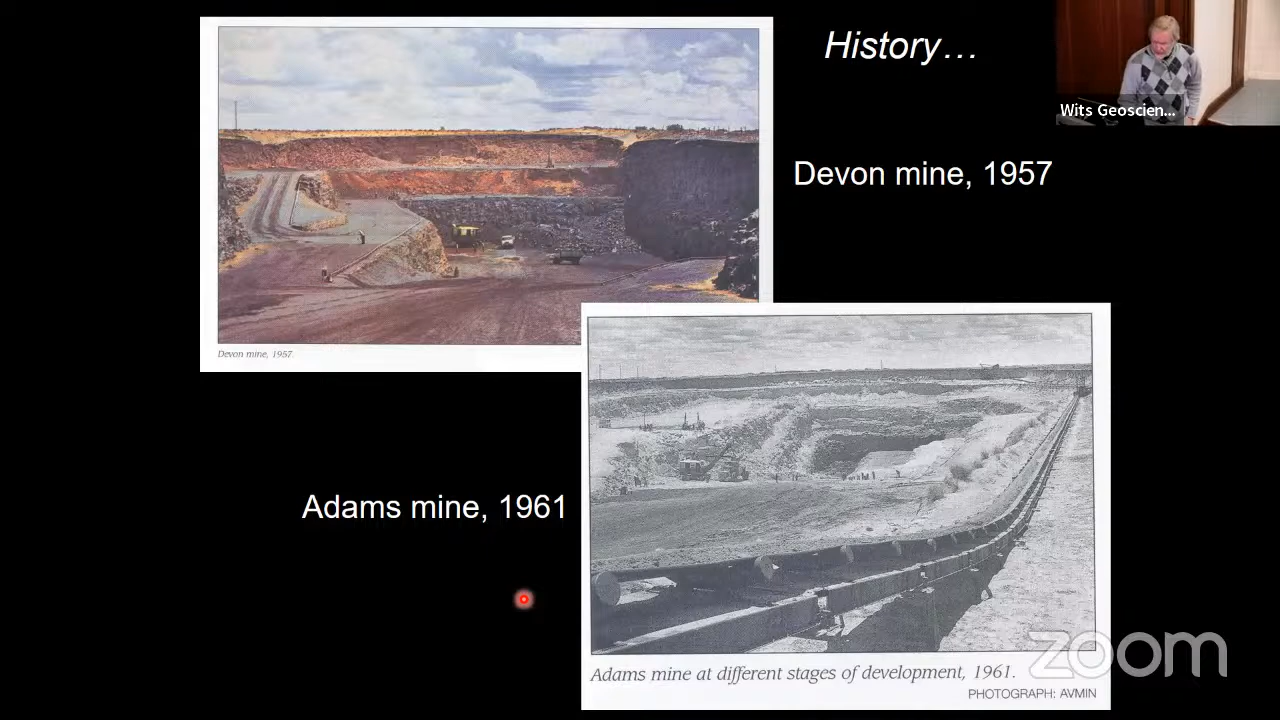 History…
Wits Geoscien...
Devon mine, 1957
Devon mine, 1957
Adams mine, 1961
zoom
Adams mine at different stages of development, 1961.
PHOTOGRAPH: AVMIN